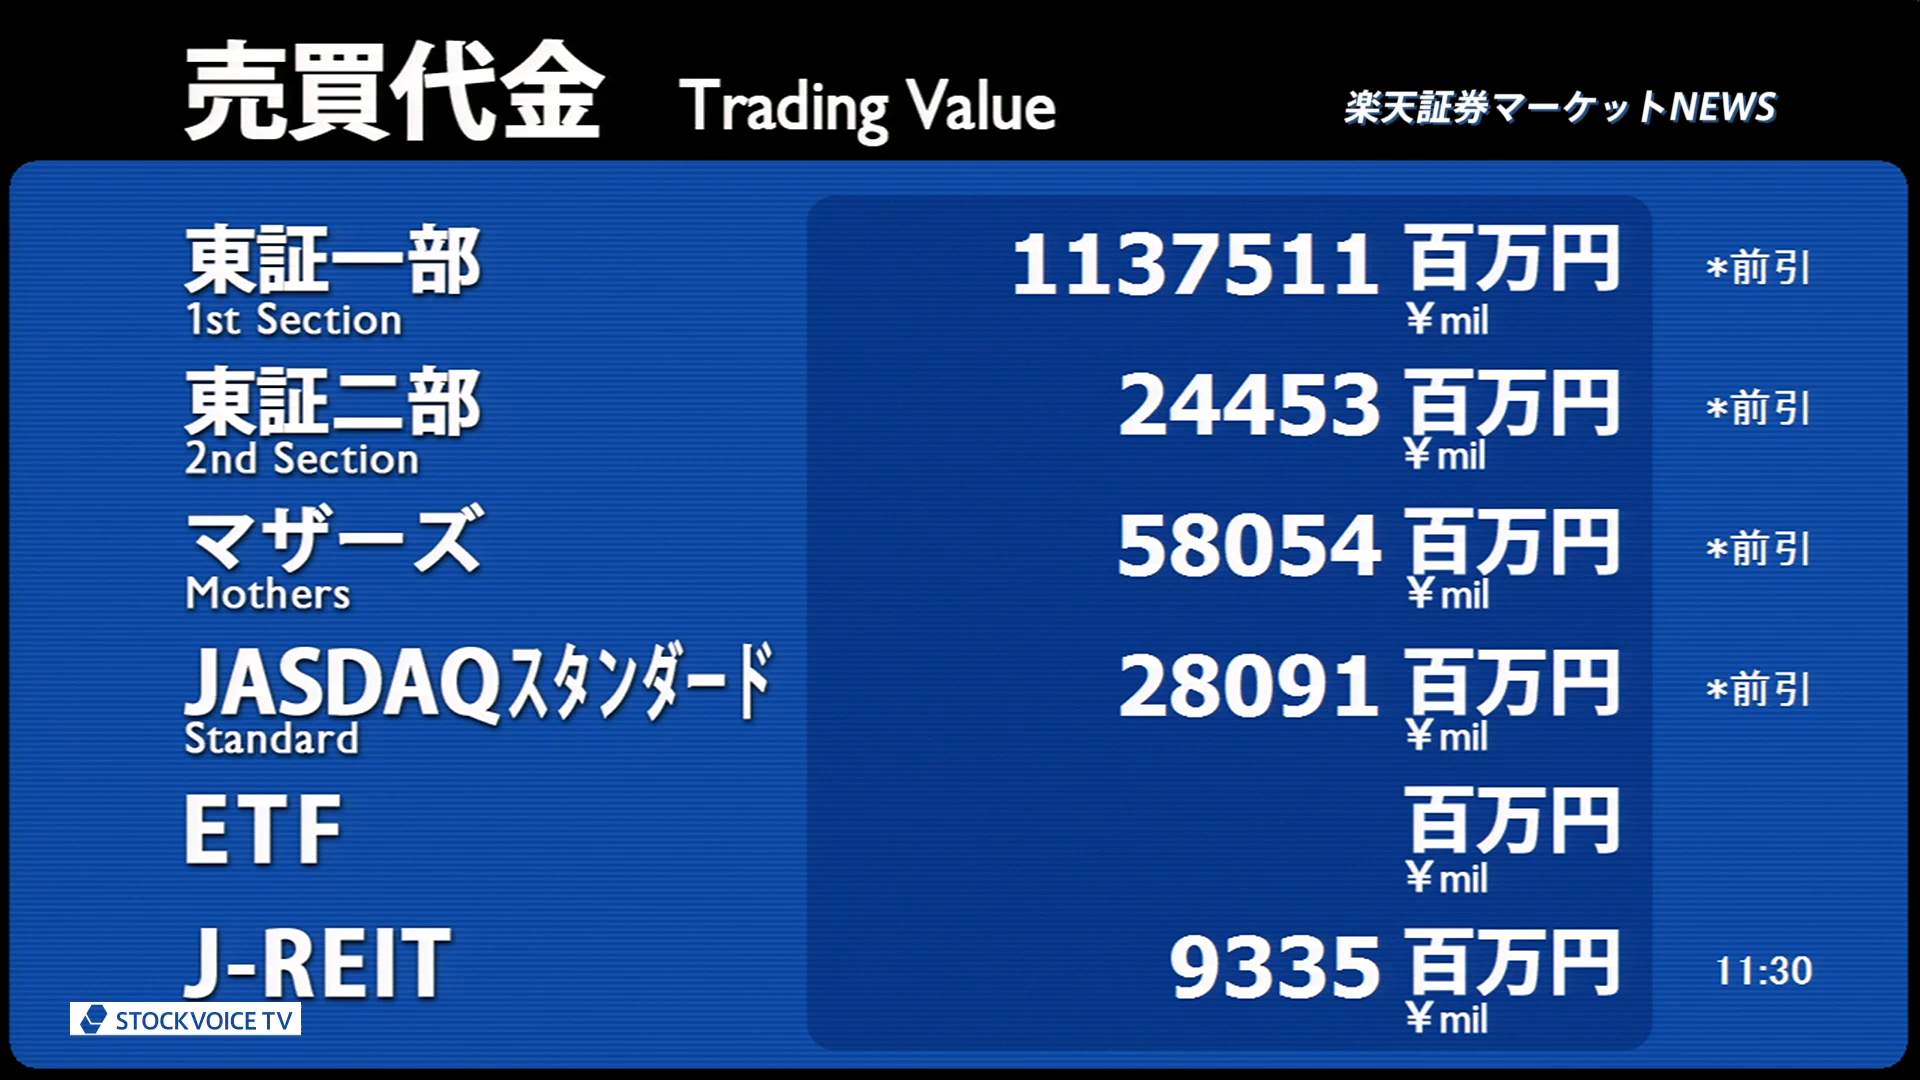 売買代金 Trading Value 楽天証券マーケットNEWS
東証一部 1137511 百万円 *前引
1st Section ¥mil
東証二部 24453 百万円 *前引
2nd Section ¥mil
マザーズ 58054 百万円 *前引
Mothers ¥mil
JASDAQスタンダード 28091 百万円 *前引
Standard ¥mil
ETF 百万円
¥mil
J-REIT 9335 百万円 11:30
¥mil
STOCKVOICE TV